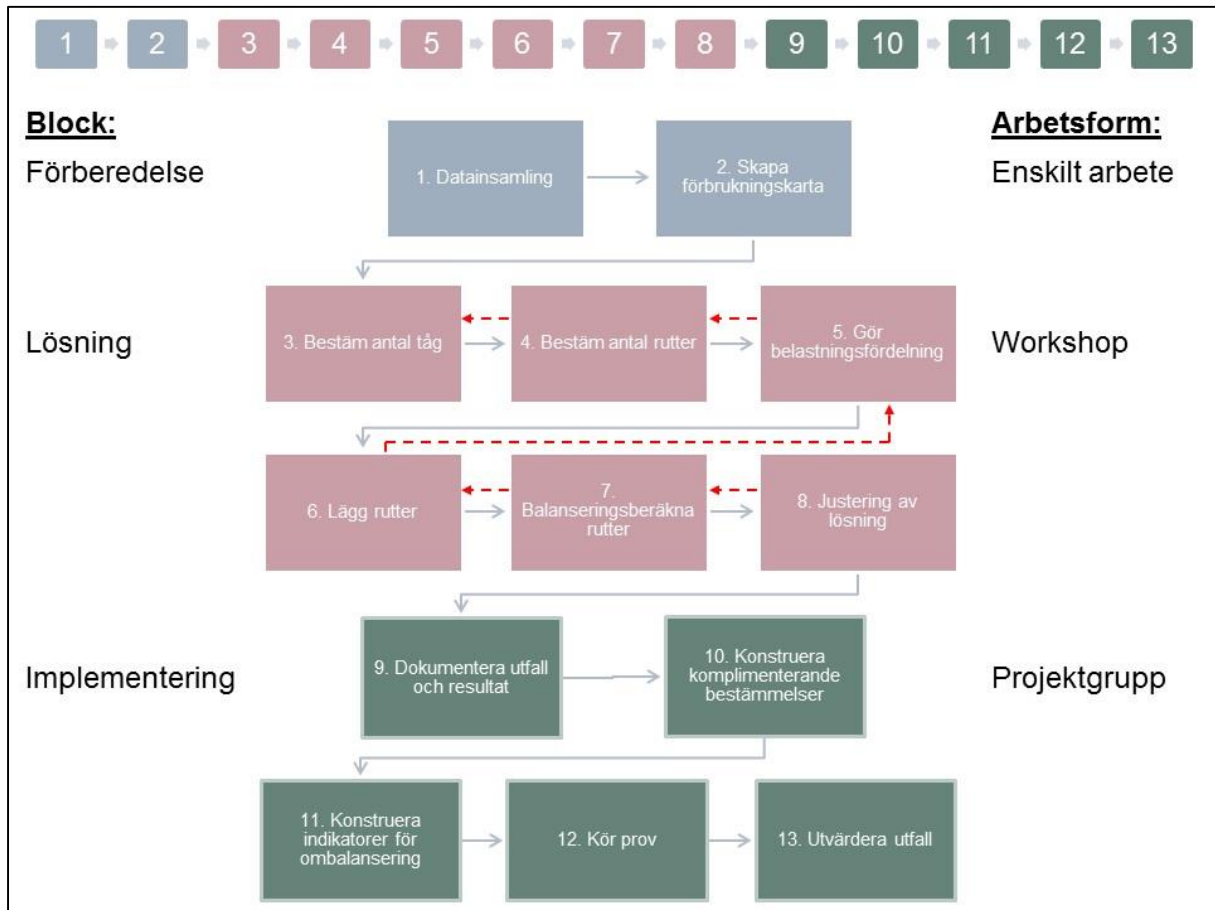 1 2 3 4 5 6 7 8 9 10 11 12 13
Block:
Arbetsform:
Förberedelse
1. Datainsamling
2. Skapa
förbrukningskarta
Enskilt arbete
Lösning
3. Bestäm antal tåg
4. Bestäm antal rutter
5. Gör
belastningsfördelning
Workshop
6. Lägg rutter
7.
Balanseringsberäkna
rutter
8. Justering av
lösning
Implementering
9. Dokumentera utfall
och resultat
10. Konstruera
komplimenterande
bestämmelser
Projektgrupp
11. Konstruera
indikatorer för
ombalansering
12. Kör prov
13. Utvärdera utfall